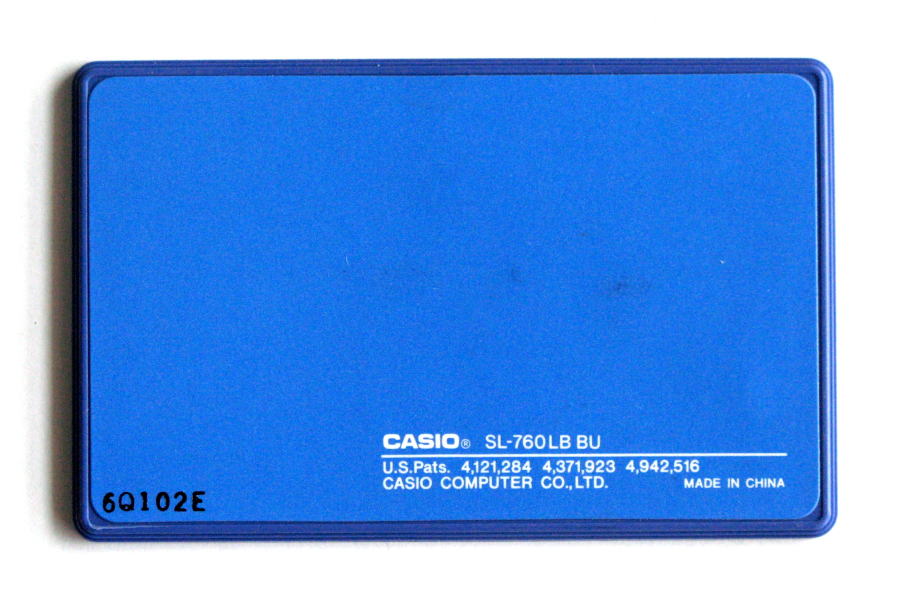 CASIO® SL-760LB BU
U.S.Pats. 4,121,284 4,371,923 4,942,516
CASIO COMPUTER CO.,LTD. MADE IN CHINA
6Q102E